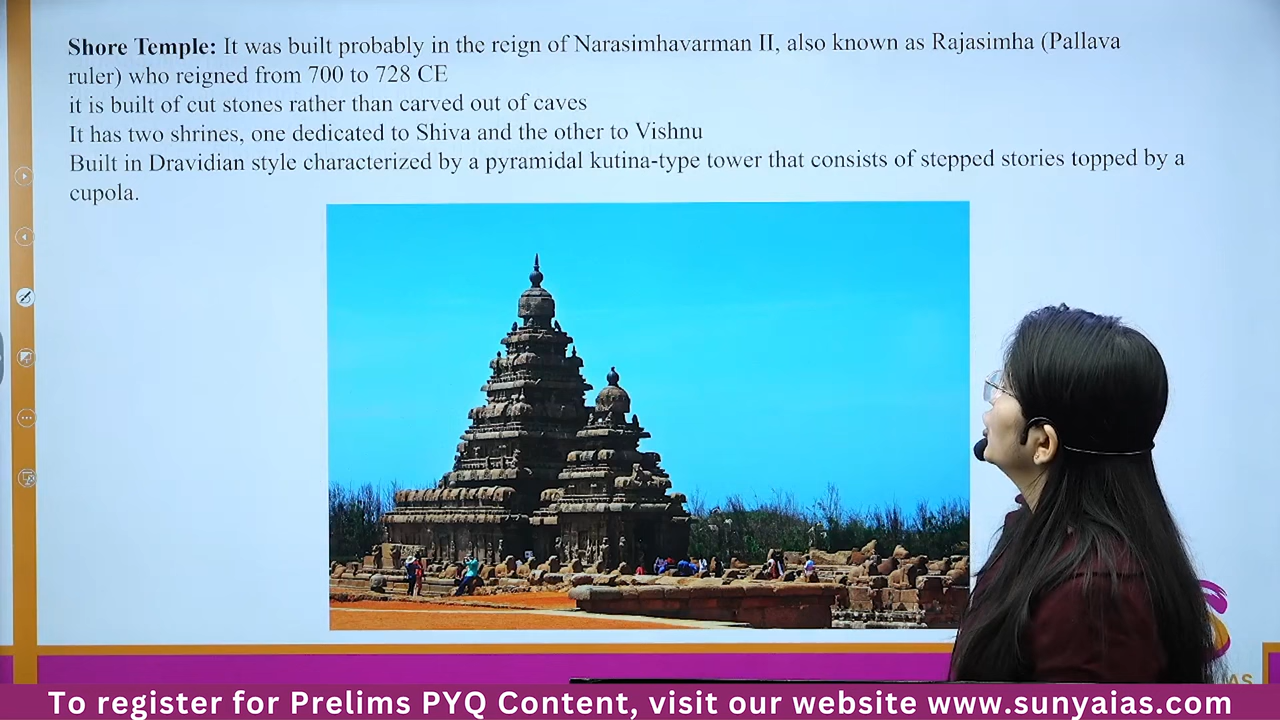 Shore Temple: It was built probably in the reign of Narasimhavarman II, also known as Rajasimha (Pallava
ruler) who reigned from 700 to 728 CE
it is built of cut stones rather than carved out of caves
It has two shrines, one dedicated to Shiva and the other to Vishnu
Built in Dravidian style characterized by a pyramidal kutina-type tower that consists of stepped stories topped by a
cupola.
AS
To register for Prelims PYQ Content, visit our website www.sunyaias.com